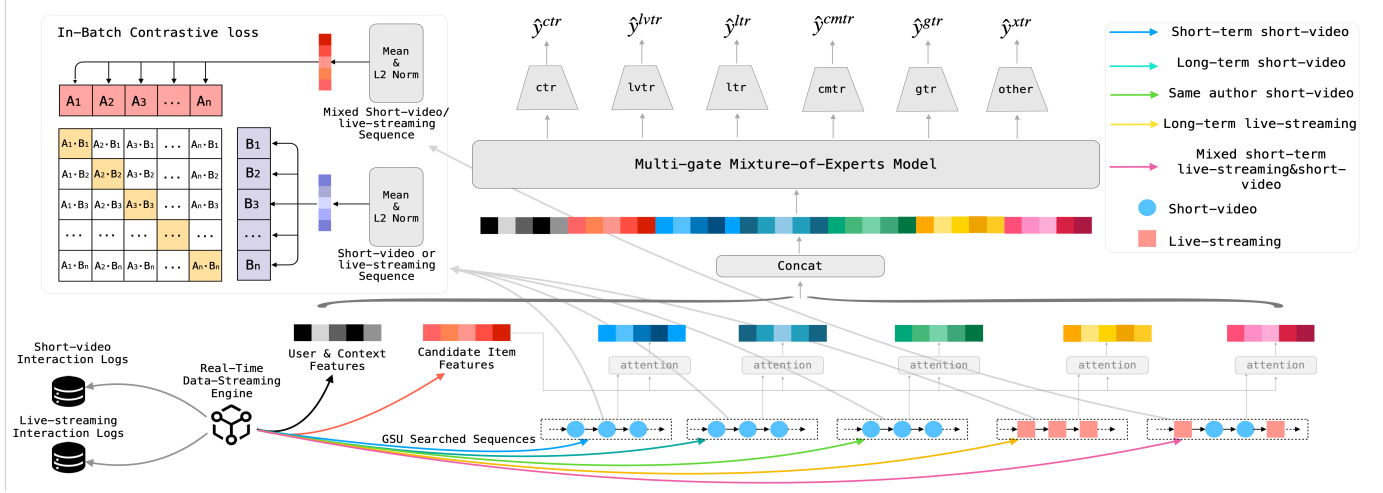 In-Batch Contrastive loss
A1 A2 A3 ... An
A1·B1 A2·B1 A3·B1 ... An·B1
A1·B2 A2·B2 A3·B2 ... An·B2
A1·B3 A2·B3 A3·B3 ... An·B3
... ... ... ... ...
A1·Bn A2·Bn A3·Bn ... An·Bn
B1
B2
B3
...
Bn
Mean
&
L2 Norm
Mixed Short-video/
live-streaming
Sequence
Mean
&
L2 Norm
Short-video or
live-streaming
Sequence
ŷctr ŷlvtr ŷltr ŷcmtr ŷgtr ŷxtr
ctr lvtr ltr cmtr gtr other
Multi-gate Mixture-of-Experts Model
Concat
Short-term short-video
Long-term short-video
Same author short-video
Long-term live-streaming
Mixed short-term
live-streaming&short-
video
Short-video
Live-streaming
Short-video
Interaction Logs
Live-streaming
Interaction Logs
Real-Time
Data-Streaming
Engine
User & Context
Features
Candidate Item
Features
attention attention attention attention attention
GSU Searched Sequences